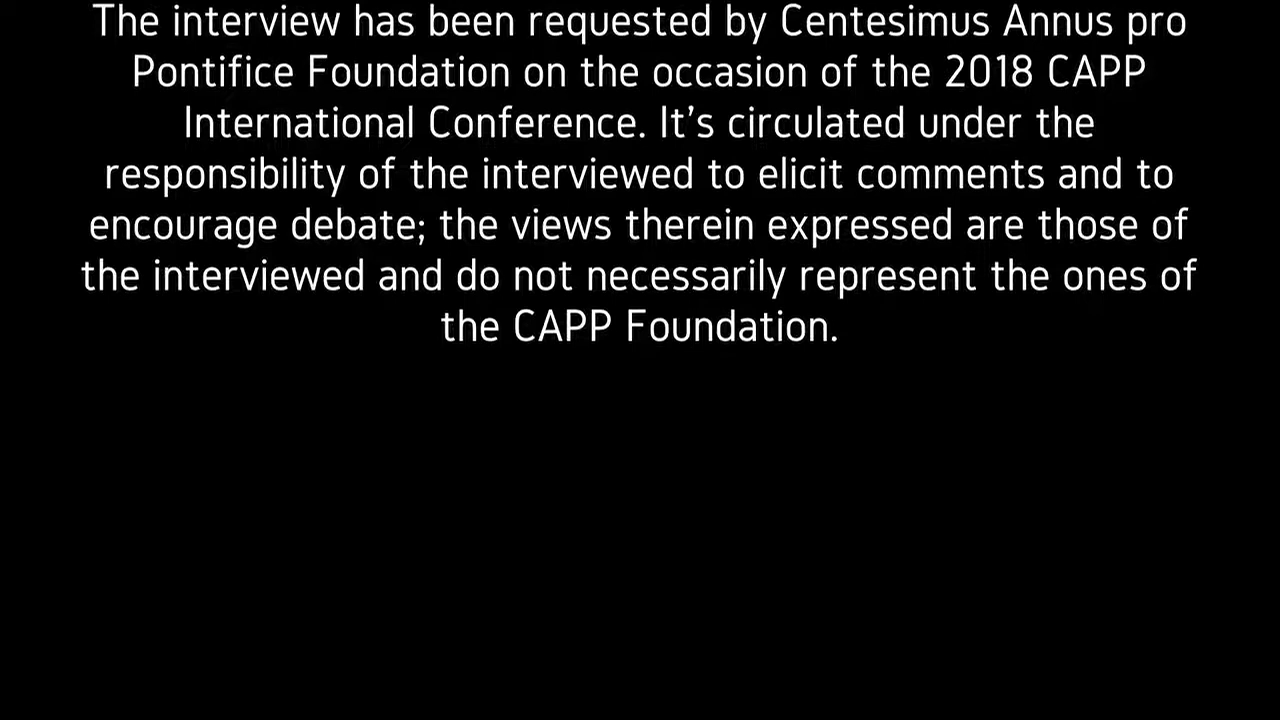 The interview has been requested by Centesimus Annus pro
Pontifice Foundation on the occasion of the 2018 CAPP
International Conference. It’s circulated under the
responsibility of the interviewed to elicit comments and to
encourage debate; the views therein expressed are those of
the interviewed and do not necessarily represent the ones of
the CAPP Foundation.